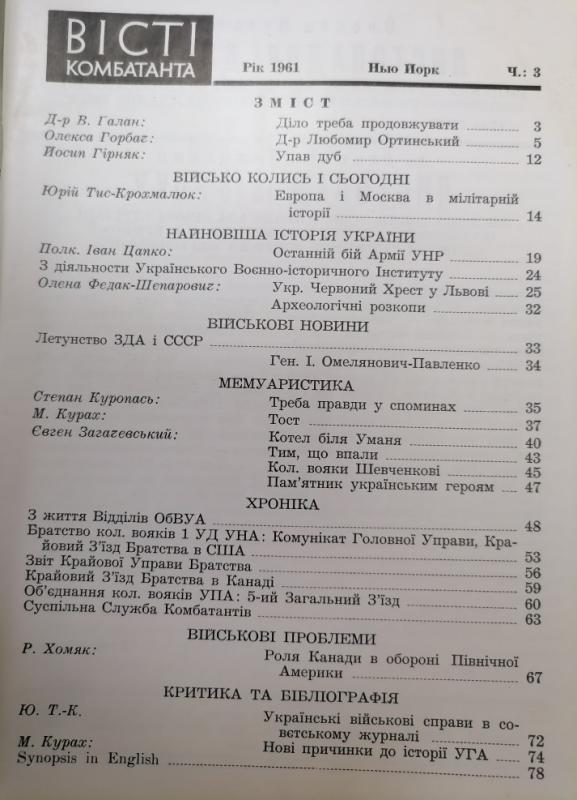 ВІСТІ
КОМБАТАНТА
Рік 1961 Нью Йорк Ч.: 3
ЗМІСТ
Д-р В. Галан: Діло треба продовжувати 3
Олекса Горбач: Д-р Любомир Ортинський 5
Йосип Гірняк: Упав дуб 12
ВІЙСЬКО КОЛИСЬ І СЬОГОДНІ
Юрій Тис-Крохмалюк: Европа і Москва в мілітарній
історії 14
НАЙНОВІША ІСТОРІЯ УКРАЇНИ
Полк. Іван Цапко: Останній бій Армії УНР 19
З діяльности Українського Воєнно-історичного Інституту 24
Олена Федак-Шепарович: Укр. Червоний Хрест у Львові 25
Археологічні розкопи 32
ВІЙСЬКОВІ НОВИНИ
Летунство ЗДА і СССР 33
Ген. І. Омелянович-Павленко 34
МЕМУАРИСТИКА
Степан Куропась: Треба правди у споминах 35
М. Курах: Тост 37
Євген Загачевський: Котел біля Уманя 40
Тим, що впали 43
Кол. вояки Шевченкові 45
Пам'ятник українським героям 47
ХРОНІКА
З життя Відділів ОбВУА 48
Братство кол. вояків 1 УД УНА: Комунікат Головної Управи, Кра-
йовий З'їзд Братства в США 53
Звіт Крайової Управи Братства 56
Крайовий З'їзд Братства в Канаді 59
Об'єднання кол. вояків УПА: 5-ий Загальний З'їзд 60
Суспільна Служба Комбатантів 63
ВІЙСЬКОВІ ПРОБЛЕМИ
Р. Хомяк: Роля Канади в обороні Північної
Америки 67
КРИТИКА ТА БІБЛІОГРАФІЯ
Ю. Т.-К. Українські військові справи в со-
вєтському журналі 72
М. Курах: Нові причинки до історії УГА 74
Synopsis in English 78